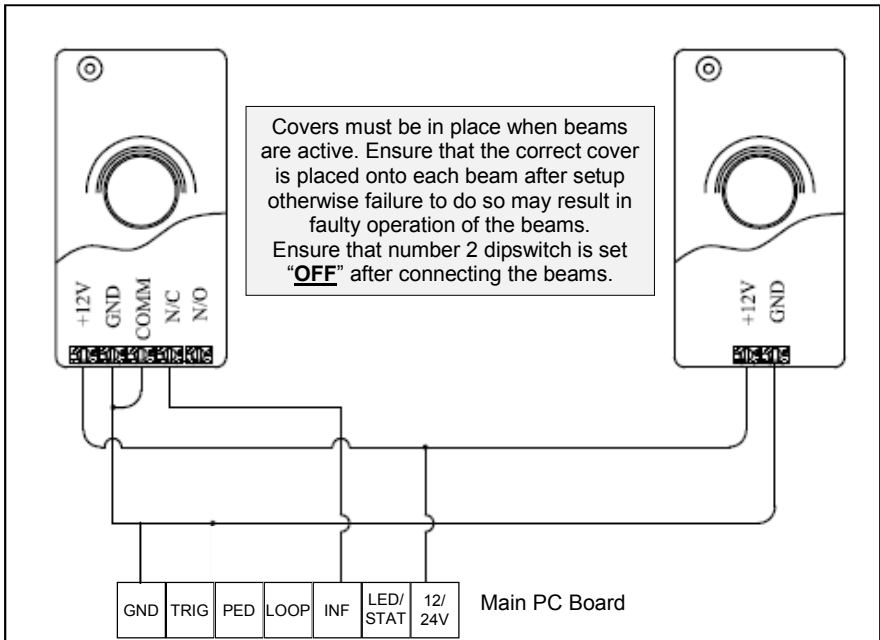 Covers must be in place when beams
are active. Ensure that the correct cover
is placed onto each beam after setup
otherwise failure to do so may result in
faulty operation of the beams.
Ensure that number 2 dipswitch is set
“OFF” after connecting the beams.
+12V
GND
COMM
N/C
N/O
+12V
GND
GND
TRIG
PED
LOOP
INF
LED/
STAT
12/
24V
Main PC Board